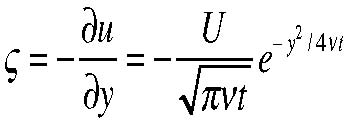 ς = -∂u/∂y = -U/√(πνt) e^(-y²/4νt)